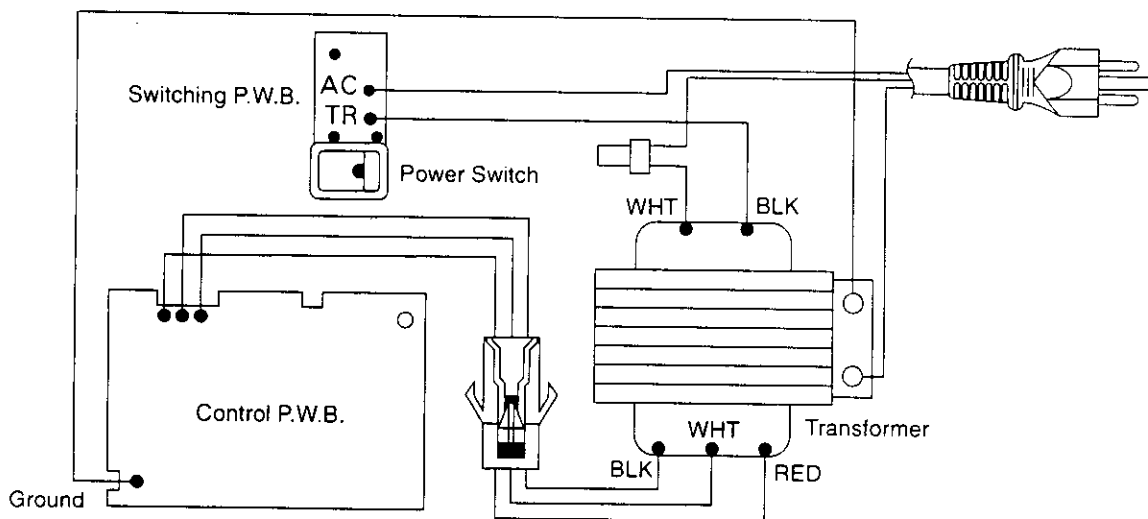 Switching P.W.B.
AC
TR
Power Switch
WHT
BLK
Control P.W.B.
WHT
Transformer
BLK
RED
Ground